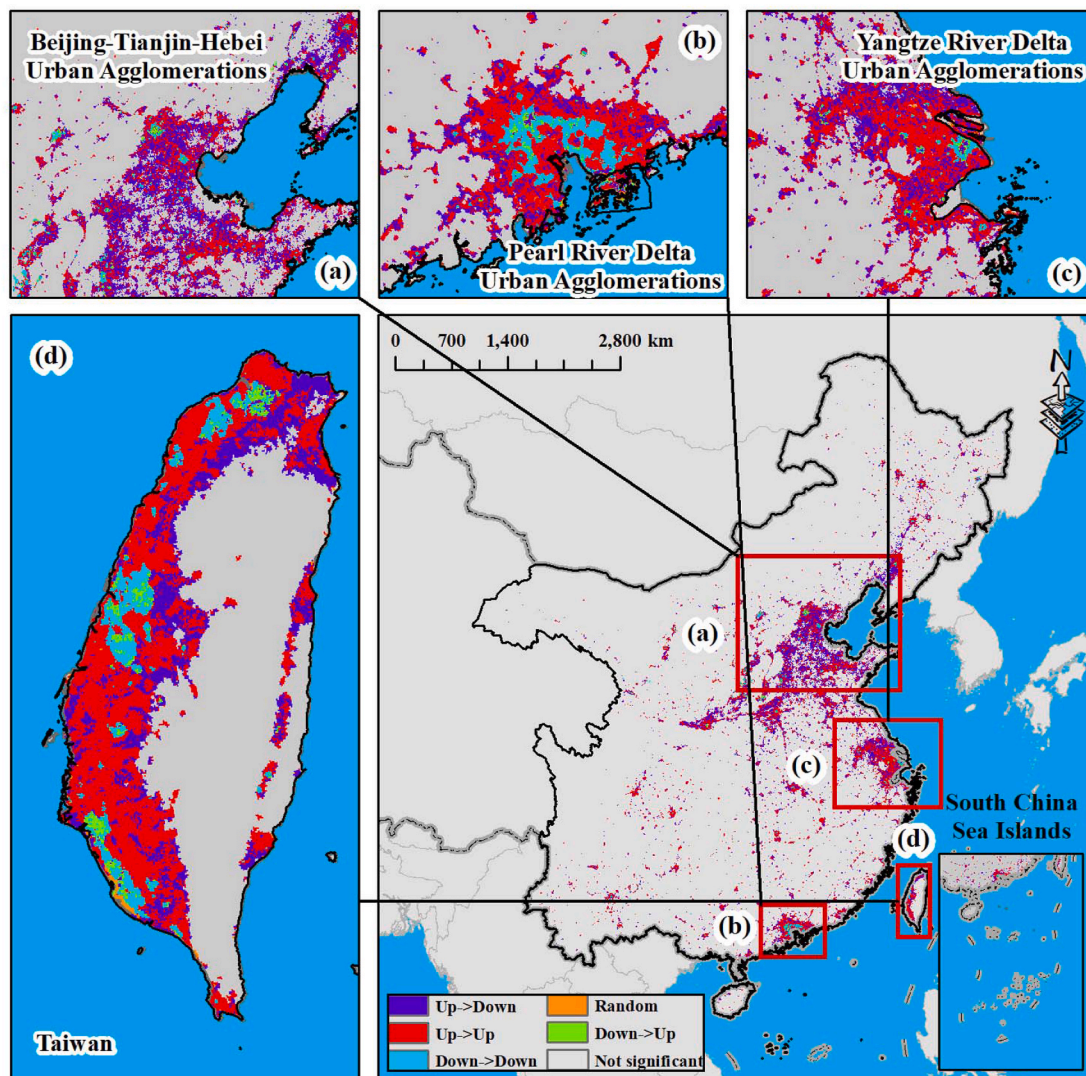 Beijing-Tianjin-Hebei
Urban Agglomerations
(a)
(b)
Pearl River Delta
Urban Agglomerations
Yangtze River Delta
Urban Agglomerations
(c)
(d)
Taiwan
0 700 1,400 2,800 km
N
(a)
(c)
(b)
(d)
South China
Sea Islands
Up->Down
Random
Up->Up
Down->Up
Down->Down
Not significant